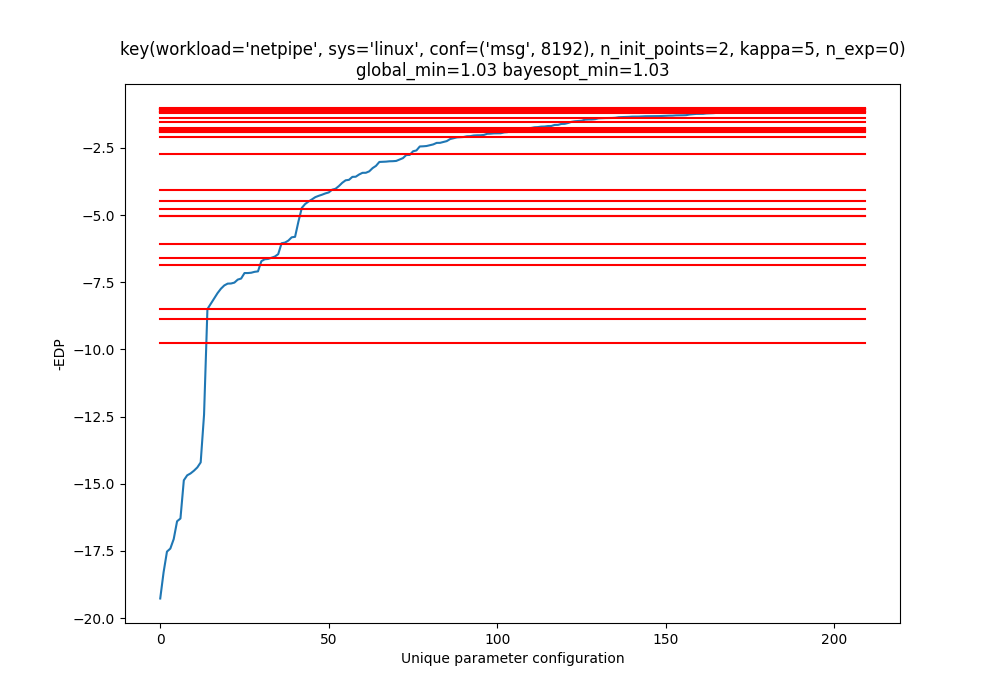 key(workload='netpipe', sys='linux', conf=('msg', 8192), n_init_points=2, kappa=5, n_exp=0)
global_min=1.03 bayesopt_min=1.03
−2.5
−5.0
−7.5
−10.0
−12.5
−15.0
−17.5
−20.0
-EDP
0 50 100 150 200
Unique parameter configuration